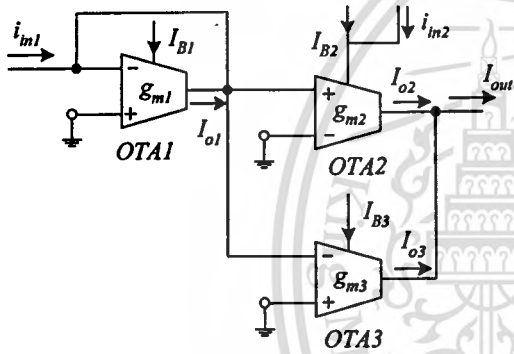 i_in1
I_B1
I_B2
i_in2
−
g_m1
+
I_o1
OTA1
+
g_m2
−
I_o2
I_out
OTA2
I_B3
−
g_m3
+
I_o3
OTA3